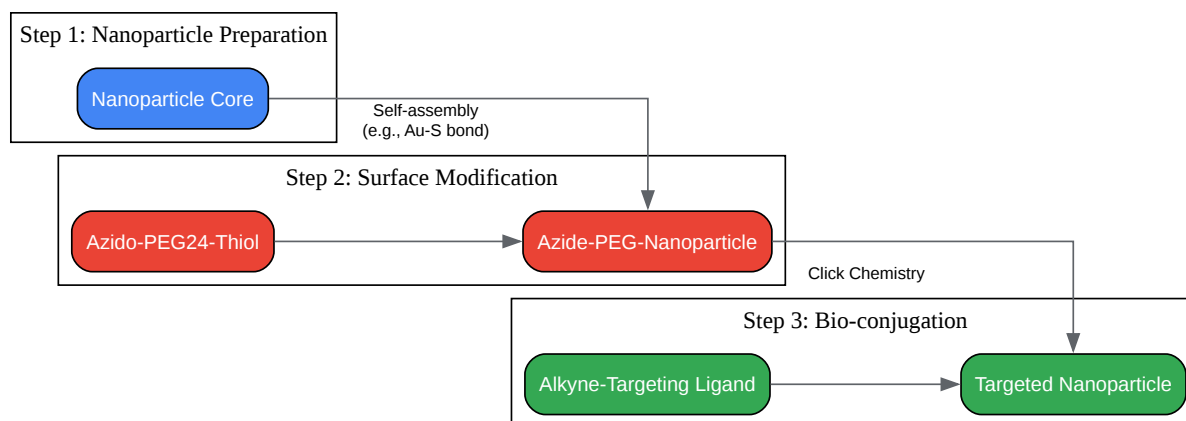 Step 1: Nanoparticle Preparation
Nanoparticle Core
Self-assembly
(e.g., Au-S bond)
Step 2: Surface Modification
Azido-PEG24-Thiol
Azide-PEG-Nanoparticle
Click Chemistry
Step 3: Bio-conjugation
Alkyne-Targeting Ligand
Targeted Nanoparticle